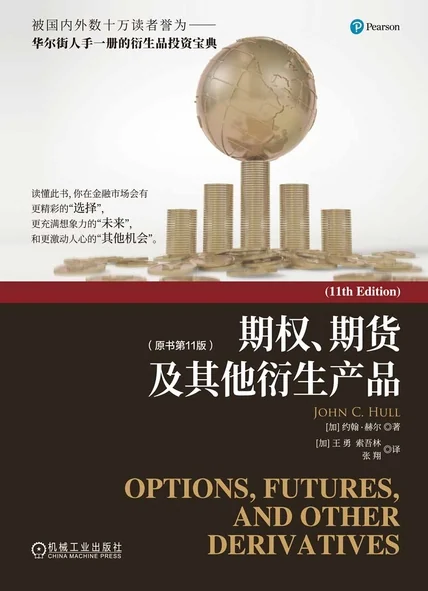 被国内外数十万读者誉为——
华尔街人手一册的衍生品投资宝典
Pearson
读懂此书，你在金融市场会有
更精彩的“选择”，
更充满想象力的“未来”，
和更激动人心的“其他机会”。
(11th Edition)
（原书第11版） 期权、期货
及其他衍生产品
JOHN C. HULL
[加] 约翰·赫尔 ◎著
[加] 王 勇 索吾林
张 翔 ◎译
OPTIONS, FUTURES,
AND OTHER
DERIVATIVES
机械工业出版社
CHINA MACHINE PRESS